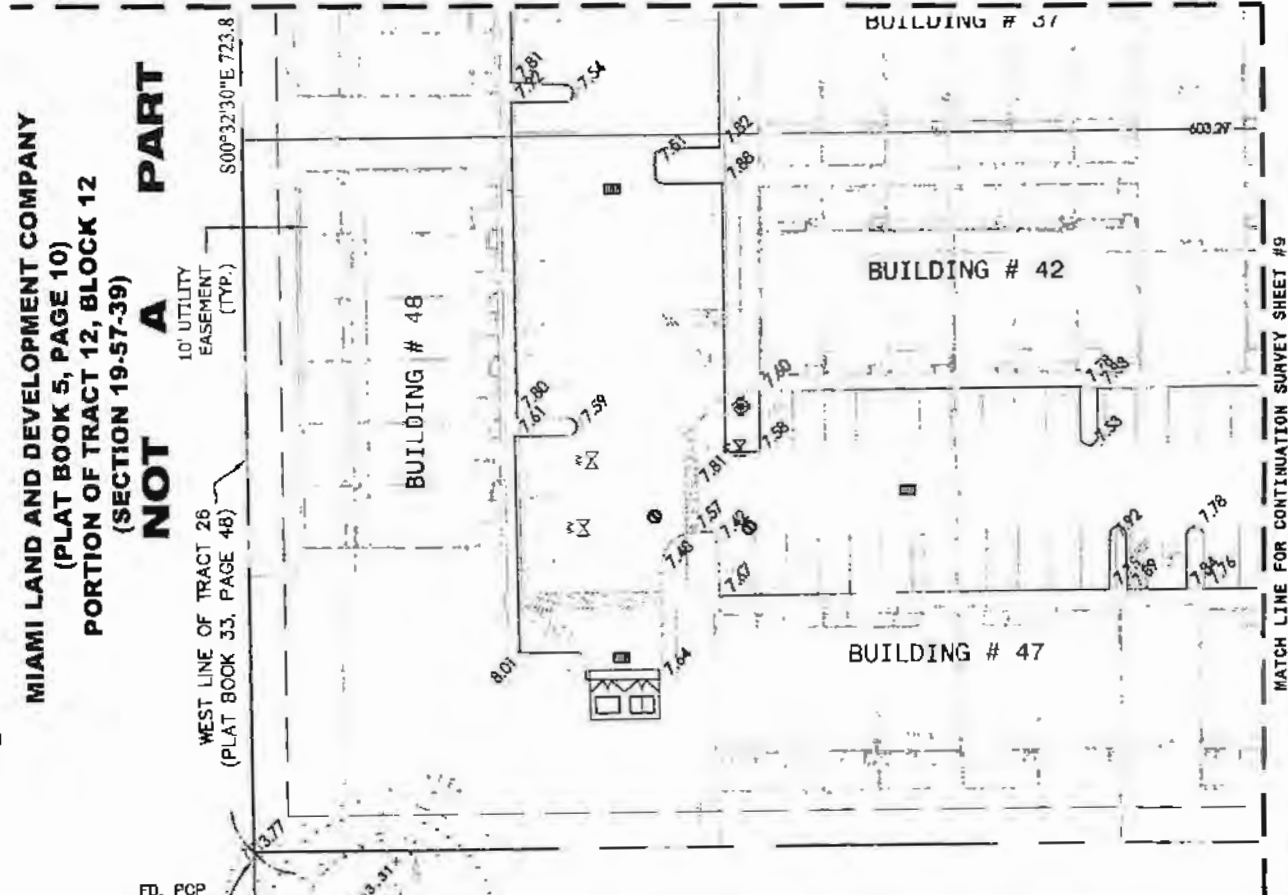 MIAMI LAND AND DEVELOPMENT COMPANY
(PLAT BOOK 5, PAGE 10)
PORTION OF TRACT 12, BLOCK 12
(SECTION 19-57-39)
NOT A PART
10' UTILITY
EASEMENT
(TYP.)
S00°32'30"E 723.8
WEST LINE OF TRACT 26
(PLAT BOOK 33, PAGE 48)
BUILDING # 48
BUILDING # 37
7.81
7.54
7.61
7.82
7.88
603.29
BUILDING # 42
7.80
7.61
7.59
7.60
7.58
7.81
7.53
7.57
7.42
7.48
7.67
7.92
7.78
7.76
8.01
7.64
BUILDING # 47
MATCH LINE FOR CONTINUATION SURVEY SHEET #9
3.77
3.31
FD. PCP